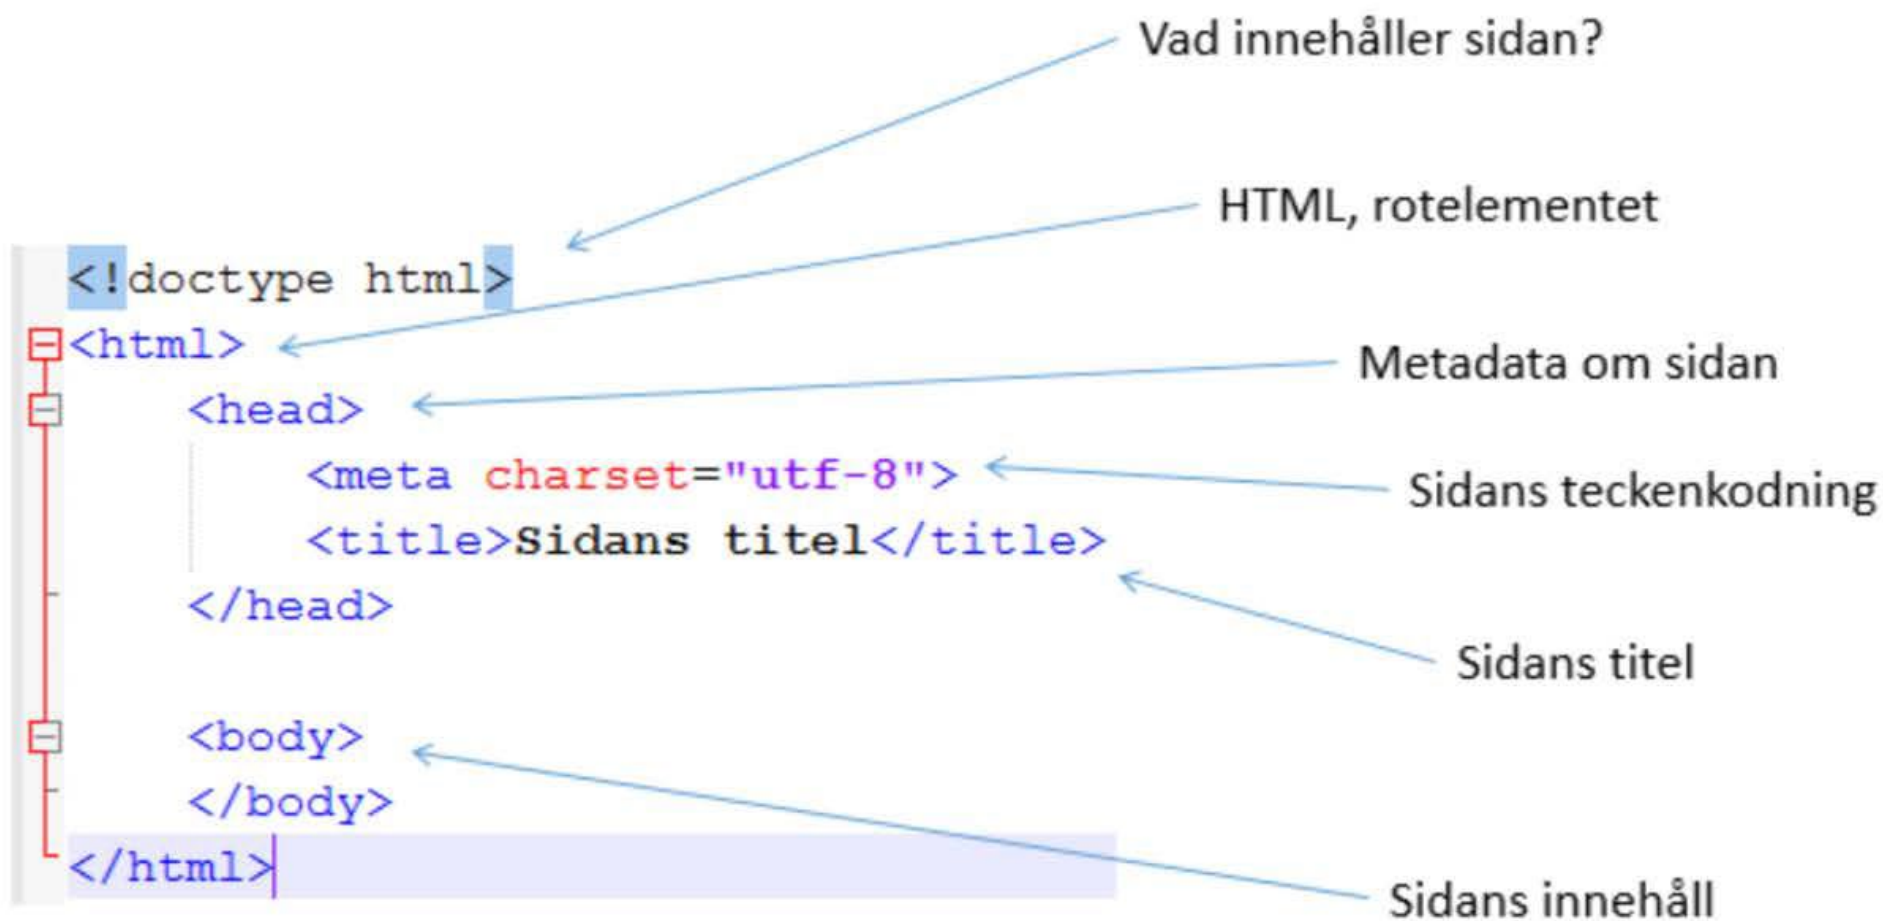 Vad innehåller sidan?
HTML, rotelementet
<!doctype html>
<html>
Metadata om sidan
<head>
<meta charset="utf-8">
Sidans teckenkodning
<title>Sidans titel</title>
</head>
Sidans titel
<body>
</body>
</html>
Sidans innehåll